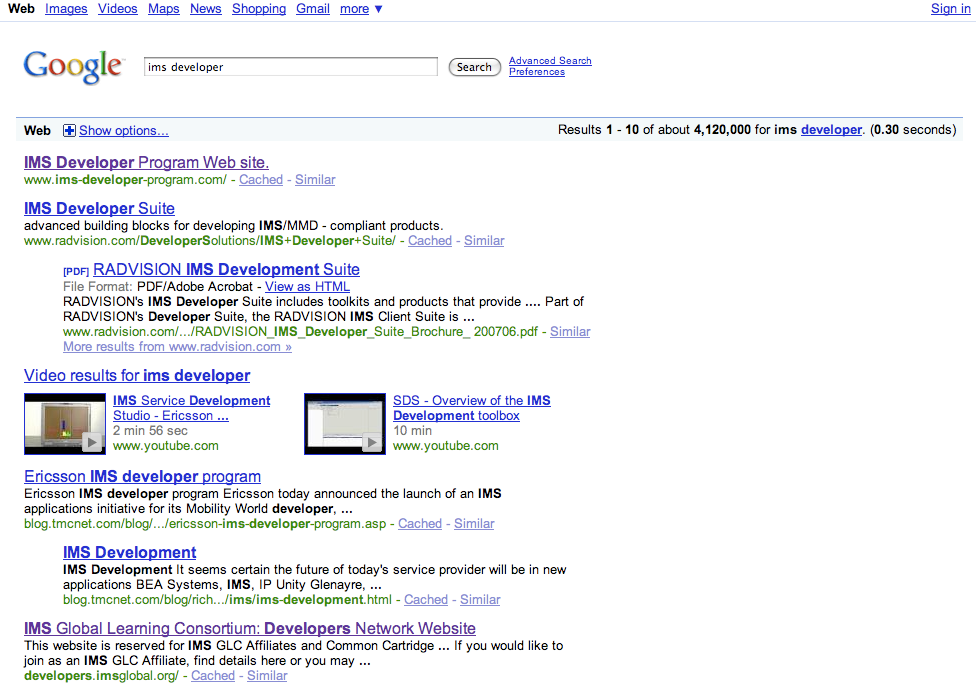 Web Images Videos Maps News Shopping Gmail more ▼ Sign in
Google
ims developer Search Advanced Search
Preferences
Web Show options... Results 1 - 10 of about 4,120,000 for ims developer. (0.30 seconds)
IMS Developer Program Web site.
www.ims-developer-program.com/ - Cached - Similar
IMS Developer Suite
advanced building blocks for developing IMS/MMD - compliant products.
www.radvision.com/DeveloperSolutions/IMS+Developer+Suite/ - Cached - Similar
[PDF] RADVISION IMS Development Suite
File Format: PDF/Adobe Acrobat - View as HTML
RADVISION's IMS Developer Suite includes toolkits and products that provide .... Part of
RADVISION's Developer Suite, the RADVISION IMS Client Suite is ...
www.radvision.com/.../RADVISION_IMS_Developer_Suite_Brochure_ 200706.pdf - Similar
More results from www.radvision.com »
Video results for ims developer
IMS Service Development
Studio - Ericsson ...
2 min 56 sec
www.youtube.com
SDS - Overview of the IMS
Development toolbox
10 min
www.youtube.com
Ericsson IMS developer program
Ericsson IMS developer program Ericsson today announced the launch of an IMS
applications initiative for its Mobility World developer, ...
blog.tmcnet.com/blog/.../ericsson-ims-developer-program.asp - Cached - Similar
IMS Development
IMS Development It seems certain the future of today's service provider will be in new
applications BEA Systems, IMS, IP Unity Glenayre, ...
blog.tmcnet.com/blog/rich.../ims/ims-development.html - Cached - Similar
IMS Global Learning Consortium: Developers Network Website
This website is reserved for IMS GLC Affiliates and Common Cartridge ... If you would like to
join as an IMS GLC Affiliate, find details here or you may ...
developers.imsglobal.org/ - Cached - Similar